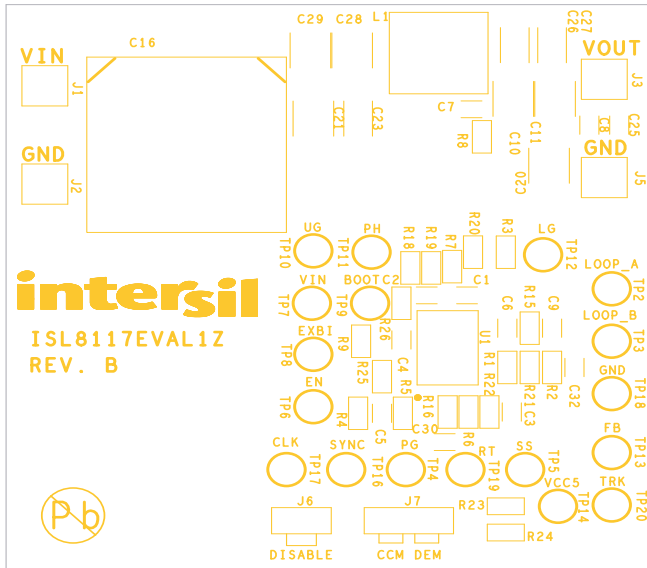 C29 C28 L1 C26 C27
VIN C16 VOUT
J1 J3
C7 C21 C23 R8 C10 C11 C8 C25
GND GND
J2 C20 J5
UG PH R20 R3 LG
TP10 TP11 R18 R19 R7 TP12
LOOP_A
VIN BOOT C2 C1 TP2
TP7 TP9 R26 C6 R15 C9 LOOP_B
intersil
EXBI R9 C4 U1 TP3
ISL8117EVAL1Z
TP8 R25 R1 R2 GND
REV. B
EN R5 R22 C32 TP18
TP6 R4 C5 R16 R21 C3
C30 R6 FB
CLK SYNC PG RT SS TP13
TP17 TP16 TP4 TP19 TP5 VCC5 TRK
J6 J7 R23 TP14 TP20
Pb R24
DISABLE CCM DEM